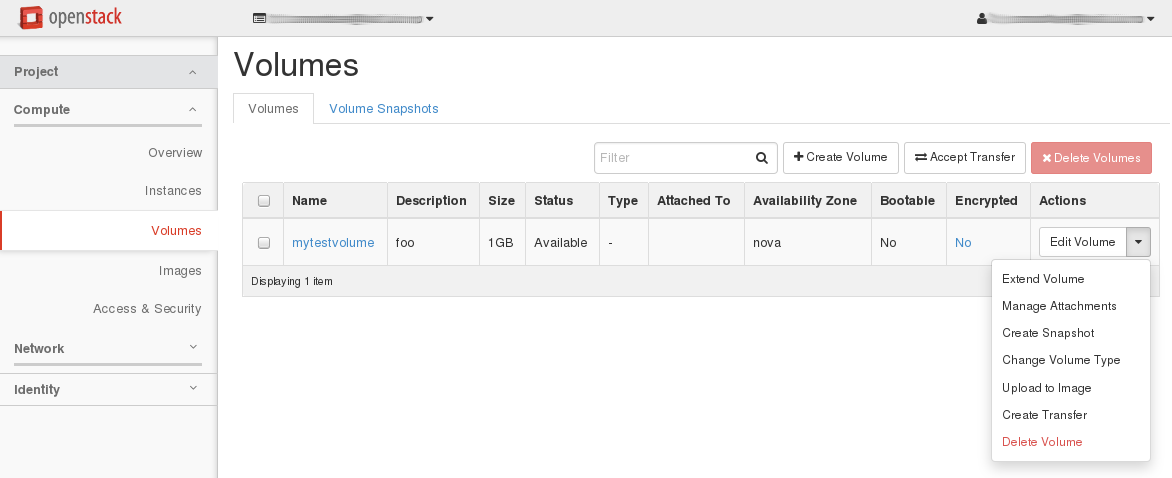 openstack
Project
Compute
Overview
Instances
Volumes
Images
Access & Security
Network
Identity
Volumes
Volumes Volume Snapshots
Filter Create Volume Accept Transfer Delete Volumes
Name Description Size Status Type Attached To Availability Zone Bootable Encrypted Actions
mytestvolume foo 1GB Available - nova No No Edit Volume
Displaying 1 item
Extend Volume
Manage Attachments
Create Snapshot
Change Volume Type
Upload to Image
Create Transfer
Delete Volume